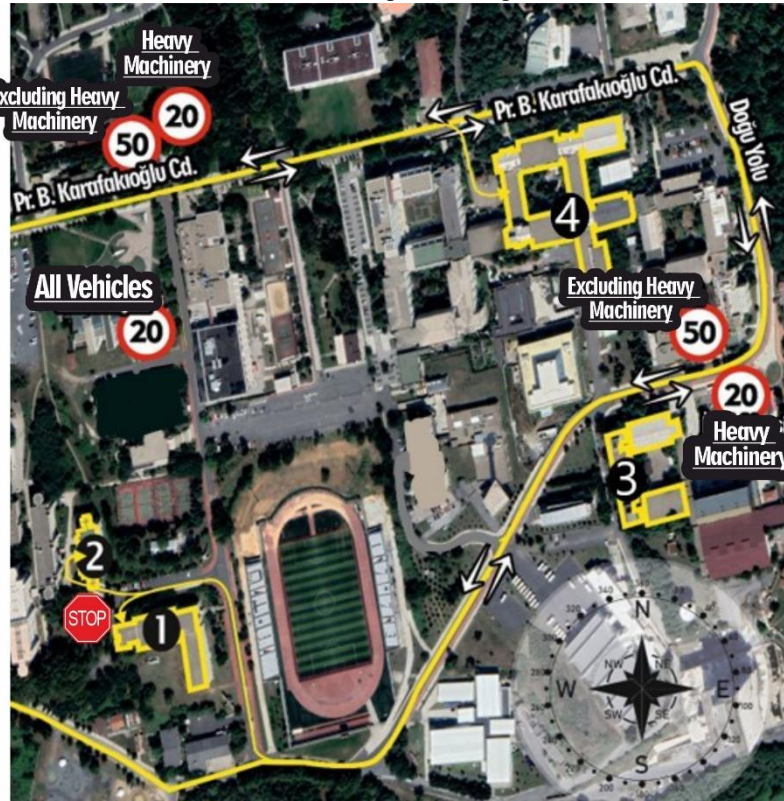 Heavy
Machinery
20
xcluding Heavy
Machinery
50
Pr. B. Karafakıoğlu Cd.
Pr. B. Karafakıoğlu Cd.
Doğu Yolu
4
All Vehicles
20
Excluding Heavy
Machinery
50
20
Heavy
Machinery
3
2
STOP
1
N
NW
NE
W
E
SW
SE
S